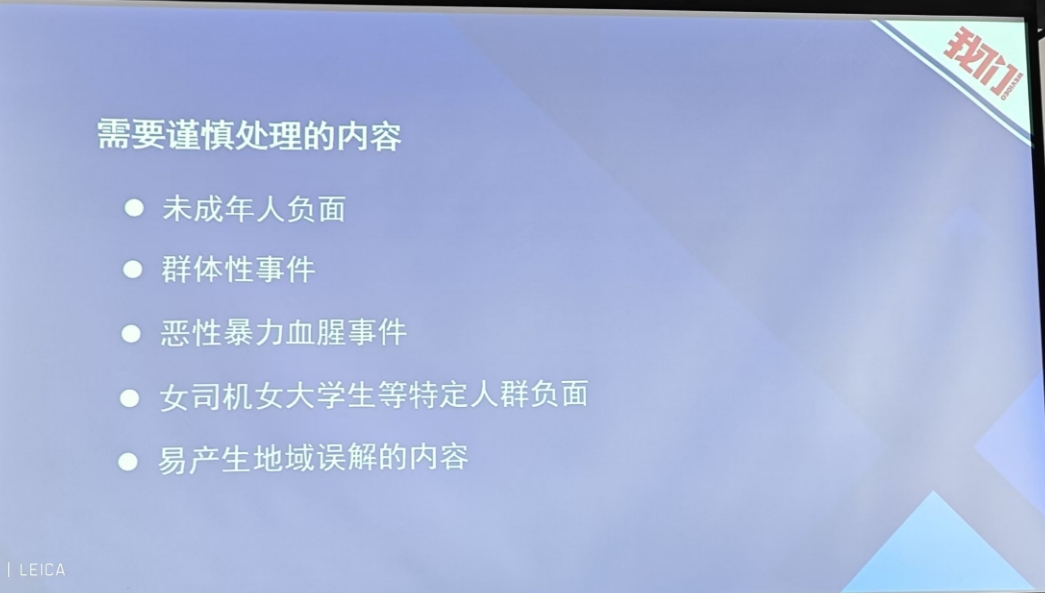 我们
WEVIDEO
需要谨慎处理的内容
未成年人负面
群体性事件
恶性暴力血腥事件
女司机女大学生等特定人群负面
易产生地域误解的内容
| LEICA